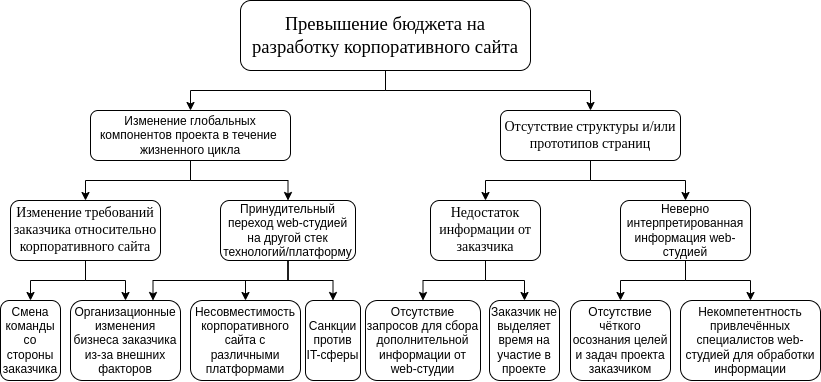 Превышение бюджета на
разработку корпоративного сайта
Изменение глобальных
компонентов проекта в течение
жизненного цикла
Отсутствие структуры и/или
прототипов страниц
Изменение требований
заказчика относительно
корпоративного сайта
Принудительный
переход web-студией
на другой стек
технологий/платформу
Недостаток
информации от
заказчика
Неверно
интерпретированная
информация web-
студией
Смена
команды
со
стороны
заказчика
Организационные
изменения
бизнеса заказчика
из-за внешних
факторов
Несовместимость
корпоративного
сайта с
различными
платформами
Санкции
против
IT-сферы
Отсутствие
запросов для сбора
дополнительной
информации от
web-студии
Заказчик не
выделяет
время на
участие в
проекте
Отсутствие
чёткого
осознания целей
и задач проекта
заказчиком
Некомпетентность
привлечённых
специалистов web-
студией для обработки
информации